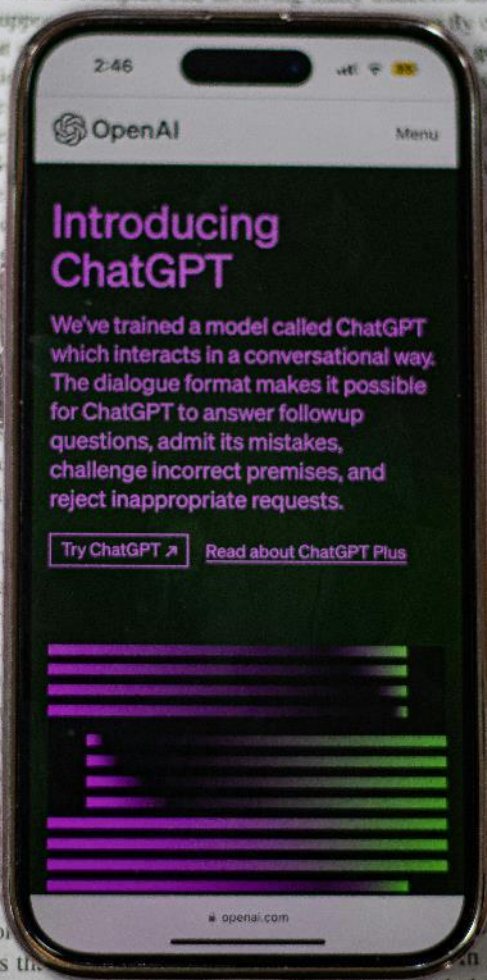 2:46
OpenAI
Menu
Introducing
ChatGPT
We've trained a model called ChatGPT
which interacts in a conversational way.
The dialogue format makes it possible
for ChatGPT to answer followup
questions, admit its mistakes,
challenge incorrect premises, and
reject inappropriate requests.
Try ChatGPT ↗
Read about ChatGPT Plus
openai.com